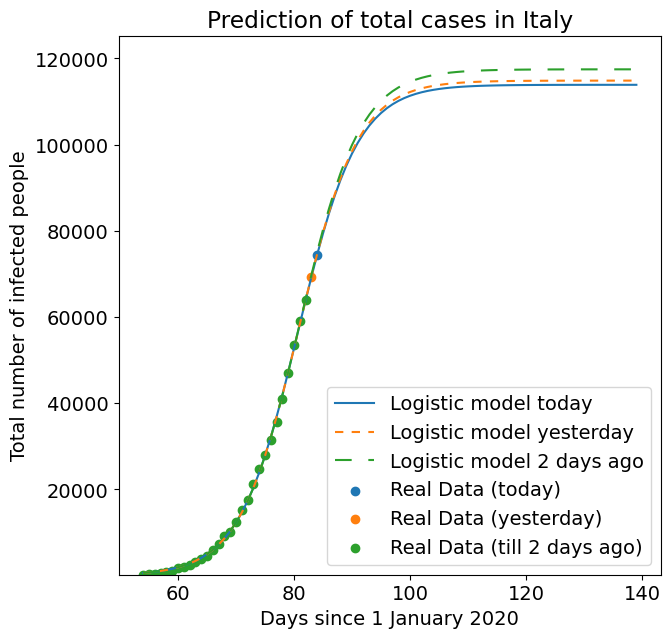 Prediction of total cases in Italy
Total number of infected people
120000
100000
80000
60000
40000
20000
60
80
100
120
140
Days since 1 January 2020
Logistic model today
Logistic model yesterday
Logistic model 2 days ago
Real Data (today)
Real Data (yesterday)
Real Data (till 2 days ago)